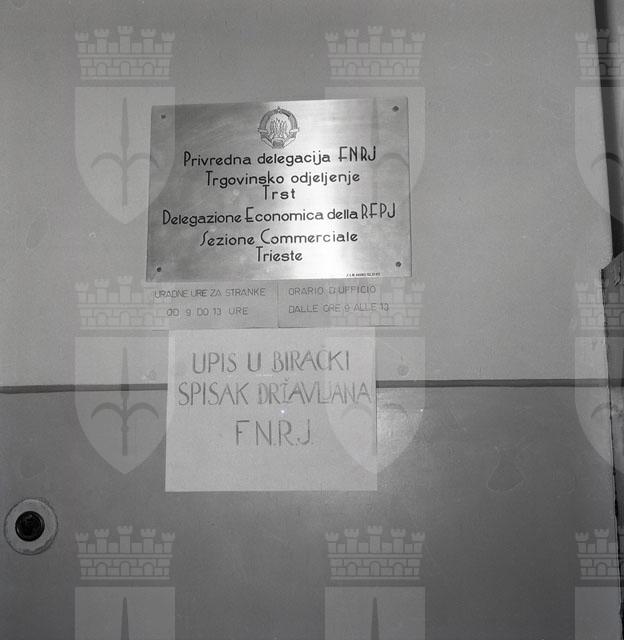 Privredna delegacija FNRJ
Trgovinsko odjeljenje
Trst
Delegazione Economica della RFPJ
Sezione Commerciale
Trieste
URADNE URE ZA STRANKE
OD 9 DO 13 URE
ORARIO D'UFFICIO
DALLE ORE 9 ALLE 13
UPIS U BIRAČKI
SPISAK DRŽAVLJANA
F.N.R.J.